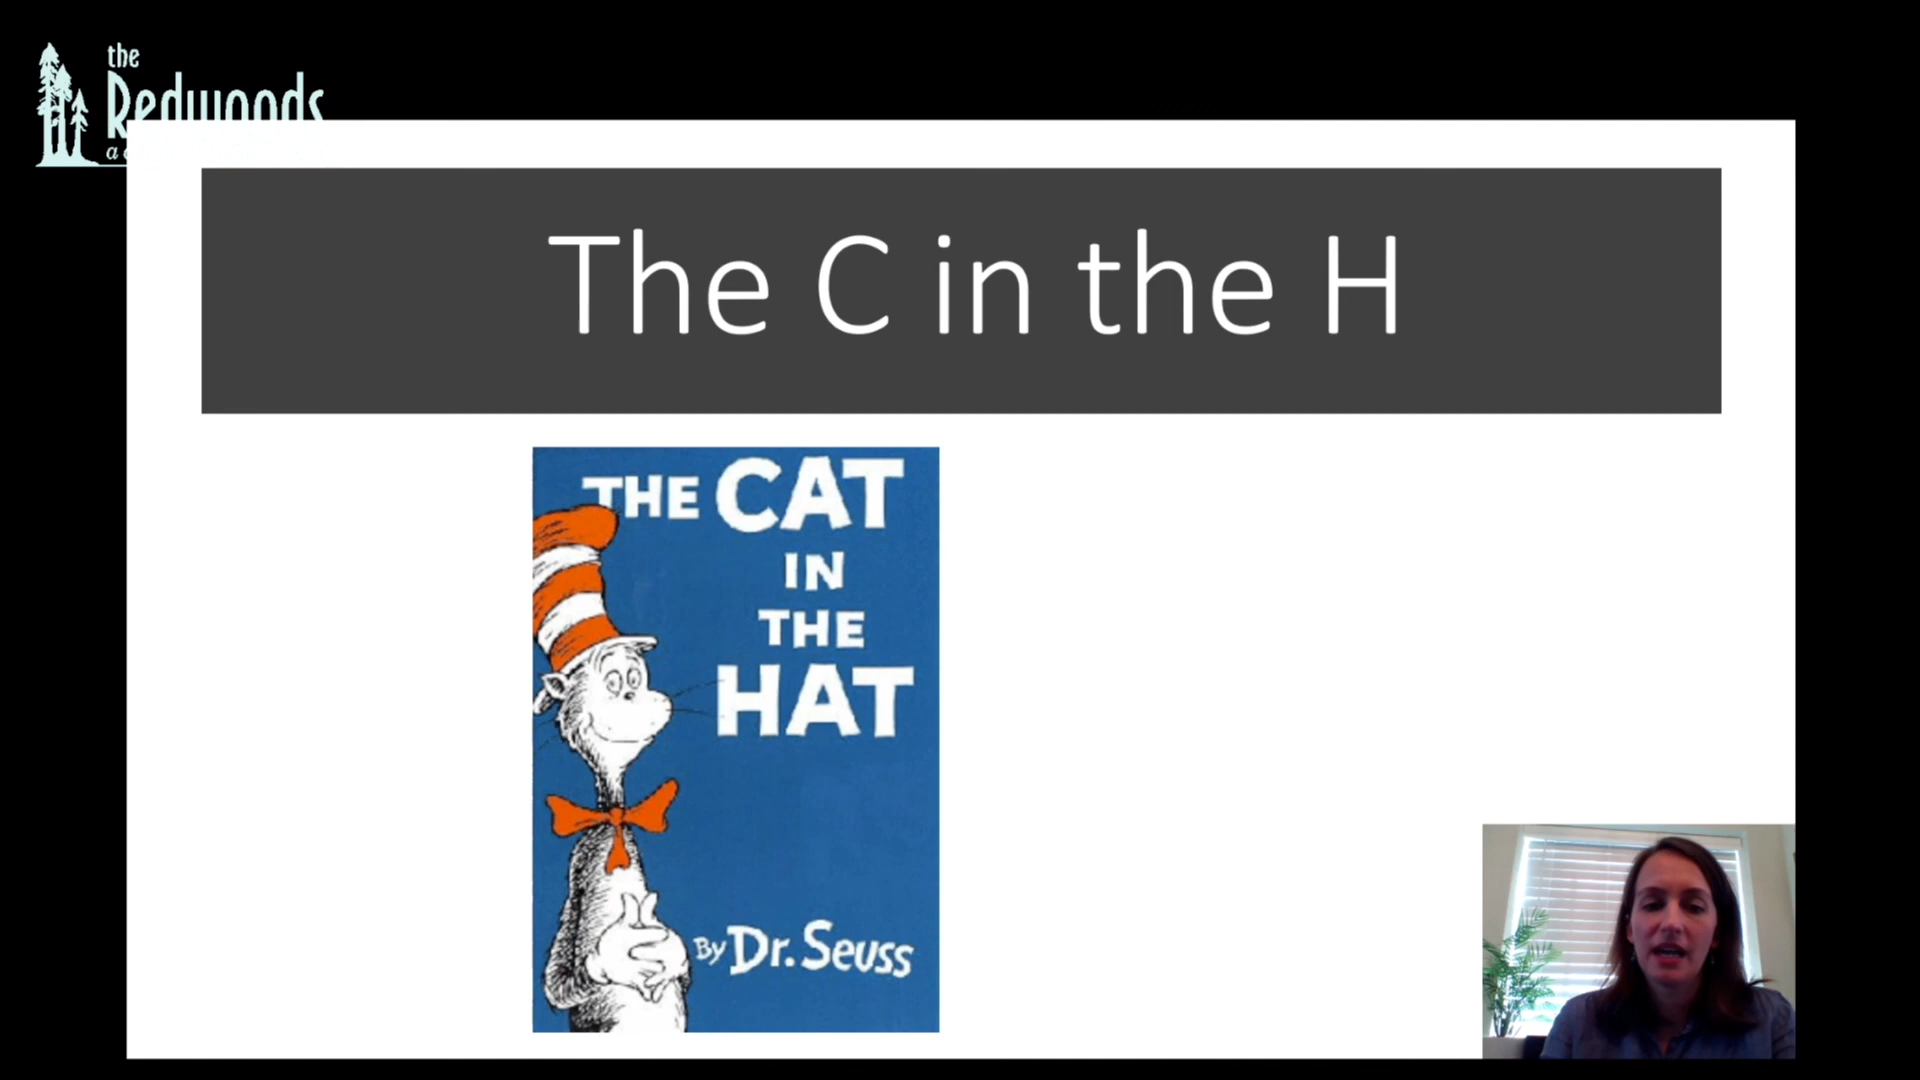 the
Redwoods
The C in the H
THE CAT
IN
THE
HAT
By Dr. Seuss